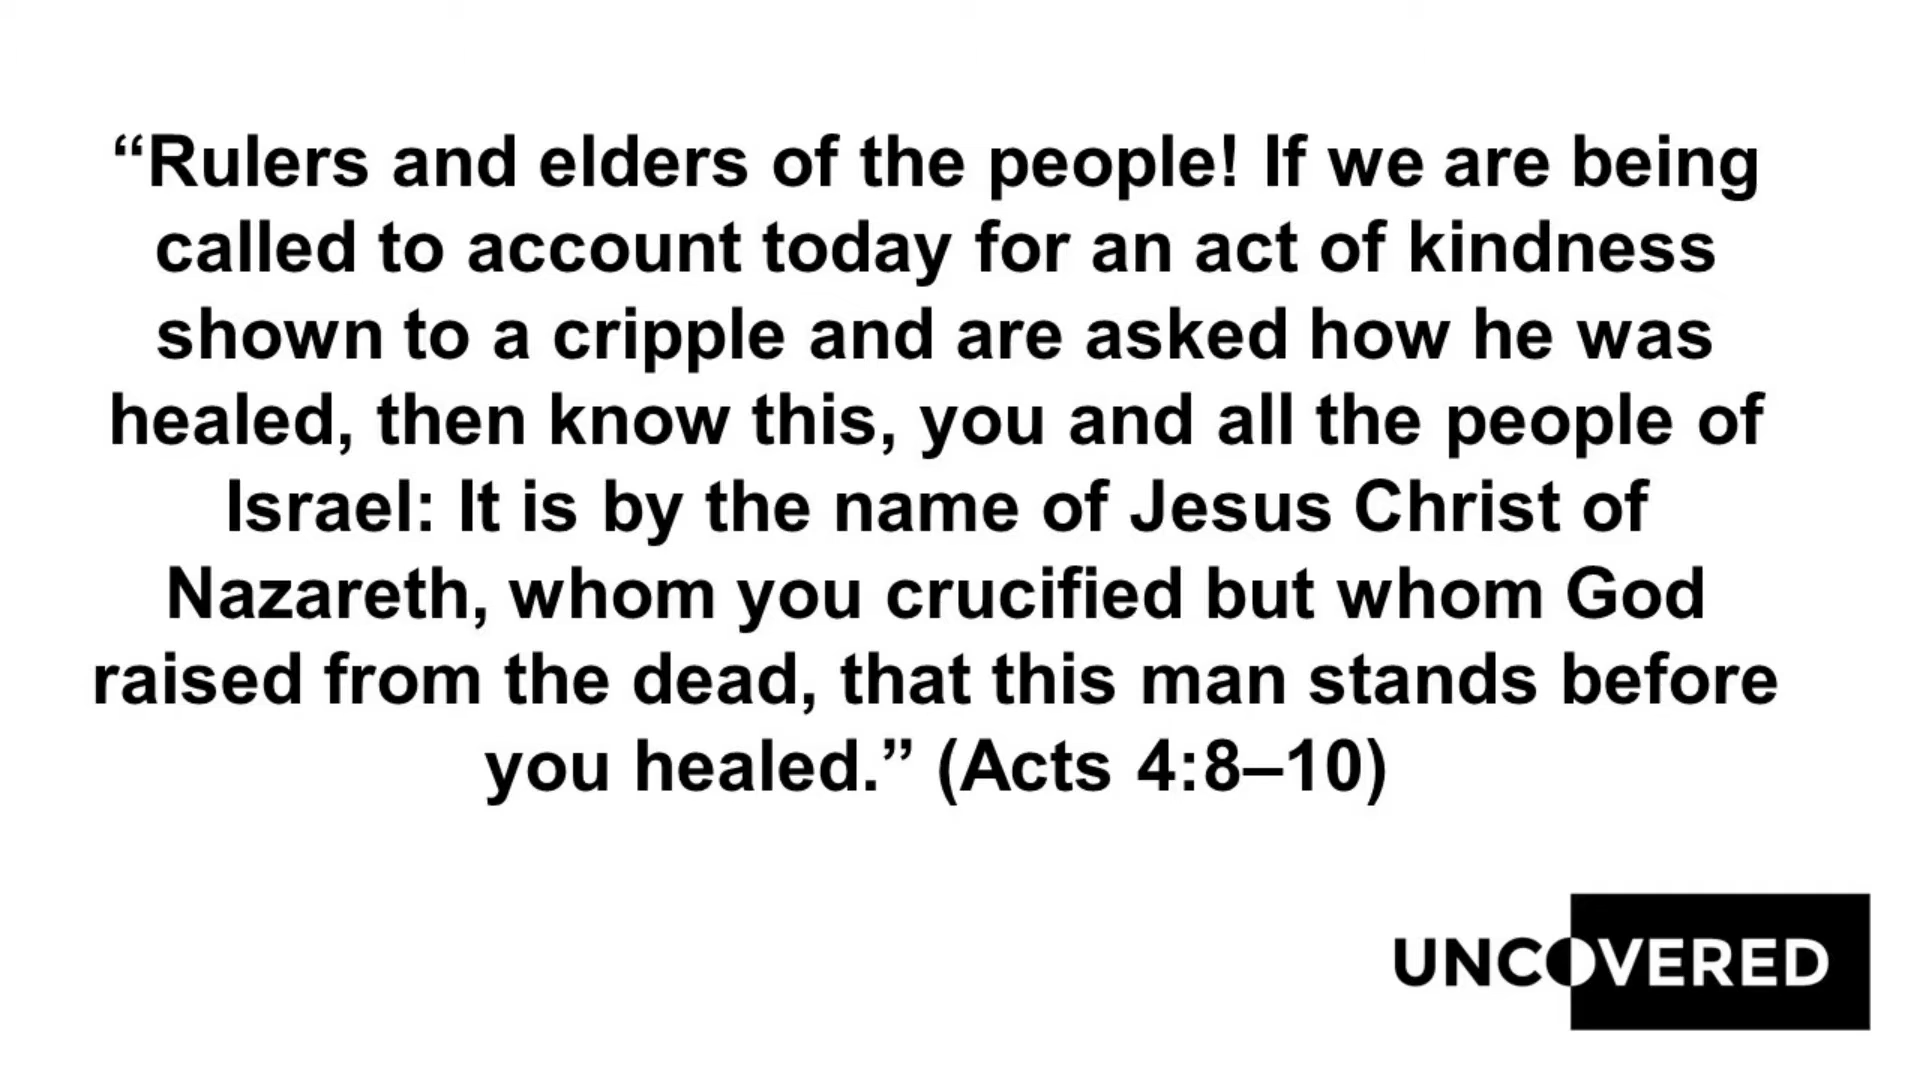 “Rulers and elders of the people! If we are being
called to account today for an act of kindness
shown to a cripple and are asked how he was
healed, then know this, you and all the people of
Israel: It is by the name of Jesus Christ of
Nazareth, whom you crucified but whom God
raised from the dead, that this man stands before
you healed.” (Acts 4:8–10)
UNCOVERED